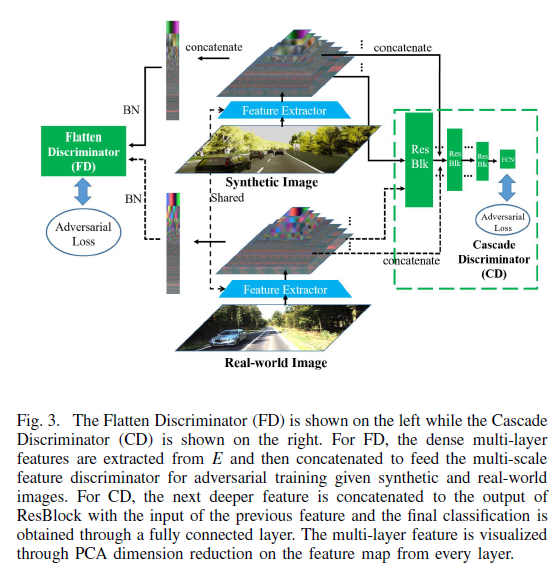 concatenate
concatenate
BN
Feature Extractor
Flatten
Discriminator
(FD)
Res
Blk
Res
Blk
Res
Blk
FCN
Synthetic Image
Shared
BN
Adversarial
Loss
Adversarial
Loss
Cascade
Discriminator
(CD)
concatenate
Feature Extractor
Real-world Image
Fig. 3. The Flatten Discriminator (FD) is shown on the left while the Cascade
Discriminator (CD) is shown on the right. For FD, the dense multi-layer
features are extracted from E and then concatenated to feed the multi-scale
feature discriminator for adversarial training given synthetic and real-world
images. For CD, the next deeper feature is concatenated to the output of
ResBlock with the input of the previous feature and the final classification is
obtained through a fully connected layer. The multi-layer feature is visualized
through PCA dimension reduction on the feature map from every layer.